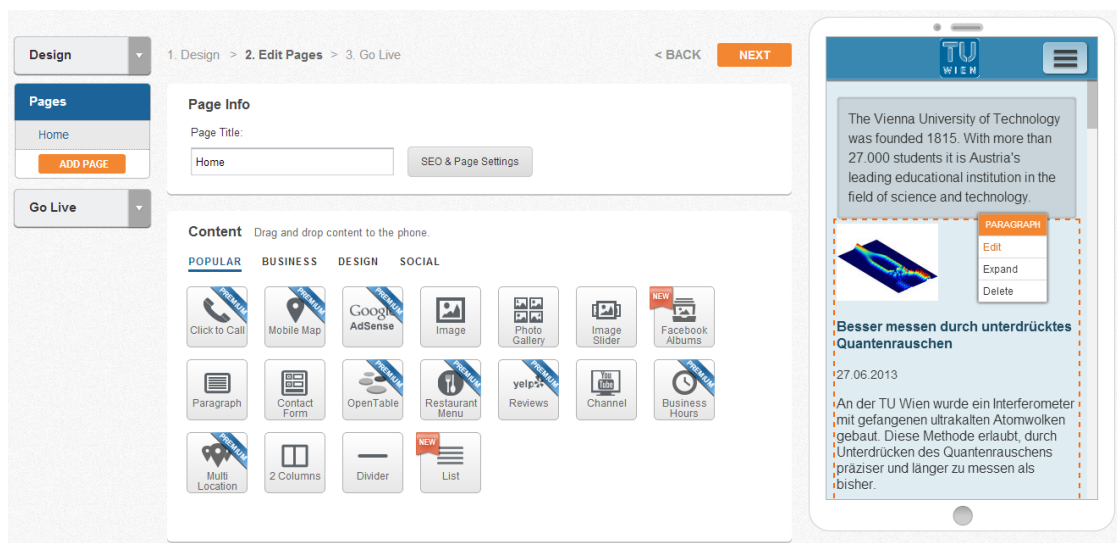 Design
1. Design > 2. Edit Pages > 3. Go Live
< BACK
NEXT
Pages
Home
ADD PAGE
Go Live
Page Info
Page Title:
Home
SEO & Page Settings
Content Drag and drop content to the phone.
POPULAR BUSINESS DESIGN SOCIAL
PREMIUM
Click to Call
PREMIUM
Mobile Map
PREMIUM
Google
AdSense
Image
Photo
Gallery
Image
Slider
NEW
Facebook
Albums
Paragraph
PREMIUM
Contact
Form
PREMIUM
OpenTable
PREMIUM
Restaurant
Menu
PREMIUM
yelp
Reviews
You
Tube
Channel
PREMIUM
Business
Hours
PREMIUM
Multi
Location
2 Columns
Divider
NEW
List
TU
WIEN
The Vienna University of Technology
was founded 1815. With more than
27.000 students it is Austria's
leading educational institution in the
field of science and technology.
PARAGRAPH
Edit
Expand
Delete
Besser messen durch unterdrücktes
Quantenrauschen
27.06.2013
An der TU Wien wurde ein Interferometer
mit gefangenen ultrakalten Atomwolken
gebaut. Diese Methode erlaubt, durch
Unterdrücken des Quantenrauschens
präziser und länger zu messen als
bisher.